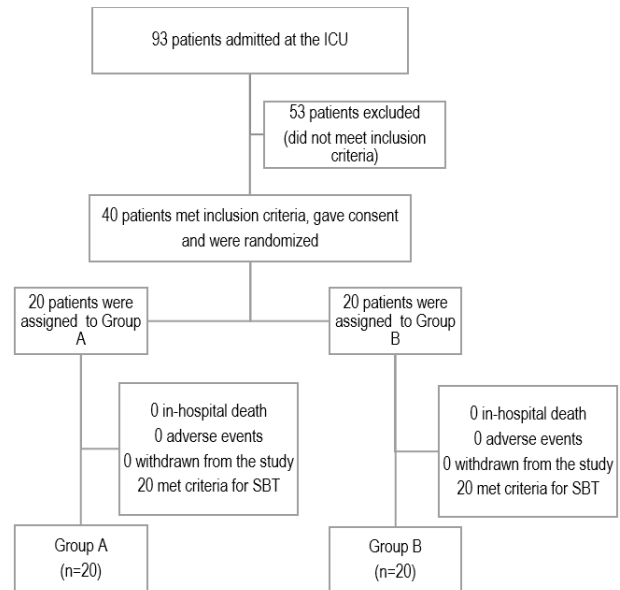 93 patients admitted at the ICU
53 patients excluded
(did not meet inclusion
criteria)
40 patients met inclusion criteria, gave consent
and were randomized
20 patients were
assigned to Group
A
20 patients were
assigned to Group
B
0 in-hospital death
0 adverse events
0 withdrawn from the study
20 met criteria for SBT
0 in-hospital death
0 adverse events
0 withdrawn from the study
20 met criteria for SBT
Group A
(n=20)
Group B
(n=20)